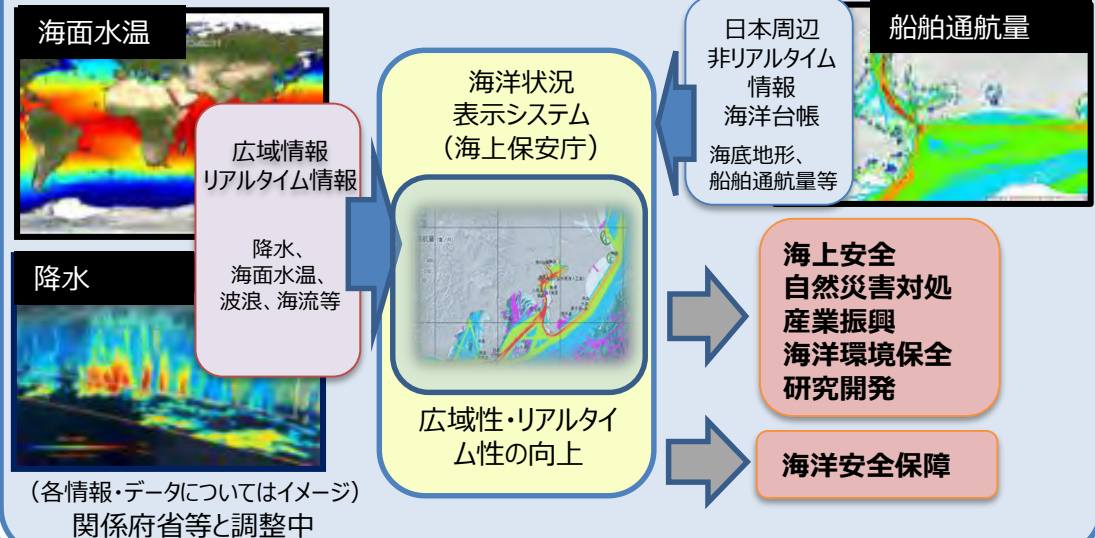 海面水温
広域情報
リアルタイム情報
降水、
海面水温、
波浪、海流等
降水
（各情報・データについてはイメージ）
関係府省等と調整中
海洋状況
表示システム
（海上保安庁）
広域性・リアルタイ
ム性の向上
日本周辺
非リアルタイム
情報
海洋台帳
海底地形、
船舶通航量等
船舶通航量
海上安全
自然災害対処
産業振興
海洋環境保全
研究開発
海洋安全保障